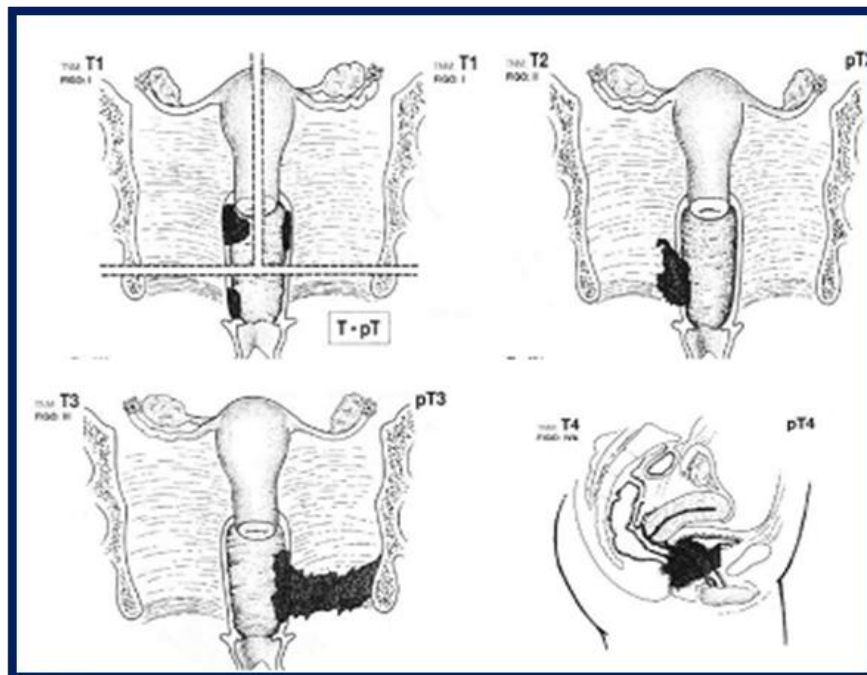 TNM: T1
FIGO: I
T1
FIGO: I
T • pT
TNM: T2
FIGO: II
pT2
TNM: T3
FIGO: III
pT3
TNM: T4
FIGO: IVa
pT4